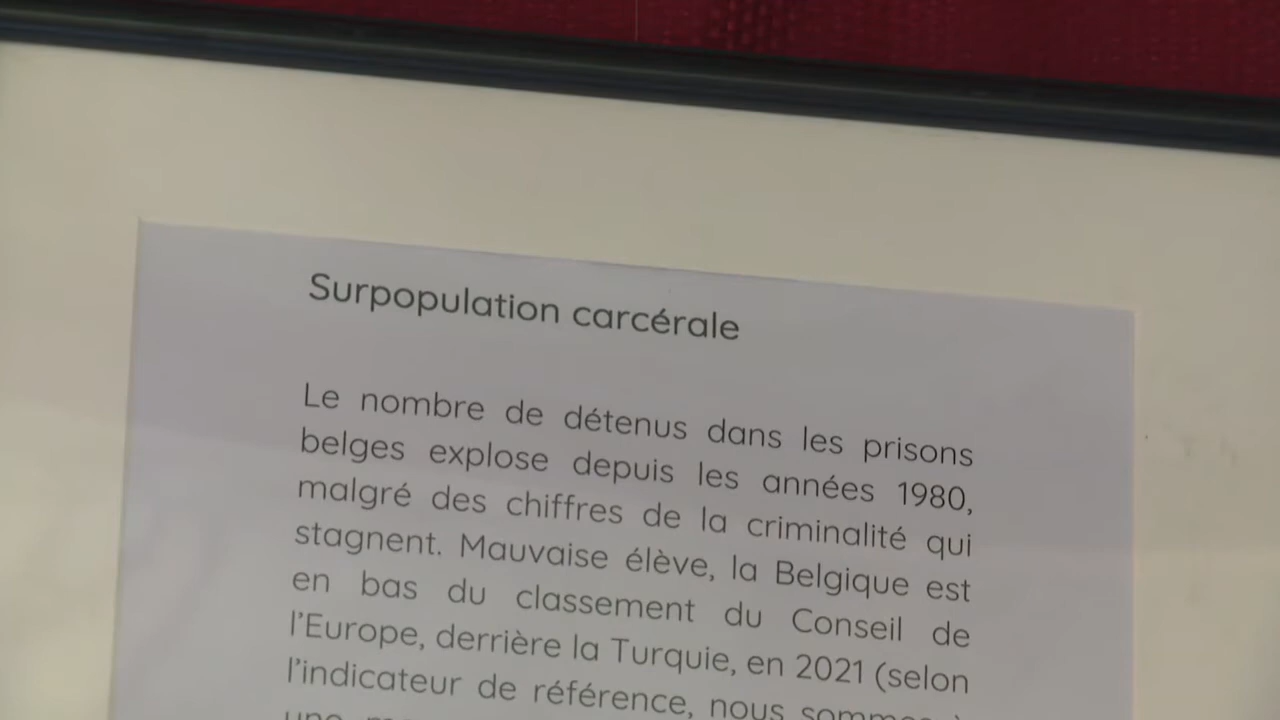 Surpopulation carcérale
Le nombre de détenus dans les prisons
belges explose depuis les années 1980,
malgré des chiffres de la criminalité qui
stagnent. Mauvaise élève, la Belgique est
en bas du classement du Conseil de
l'Europe, derrière la Turquie, en 2021 (selon
l'indicateur de référence, nous sommes à
une